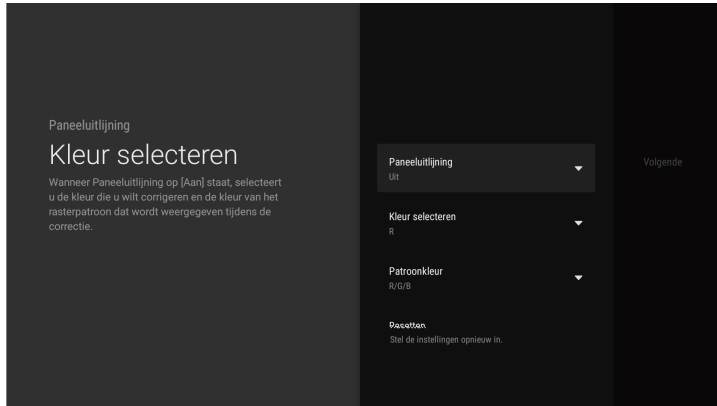 Paneeluitlijning
Kleur selecteren
Wanneer Paneeluitlijning op [Aan] staat, selecteert
u de kleur die u wilt corrigeren en de kleur van het
rasterpatroon dat wordt weergegeven tijdens de
correctie.
Paneeluitlijning
Uit
Kleur selecteren
R
Patroonkleur
R/G/B
Resetten
Stel de instellingen opnieuw in.
Volgende